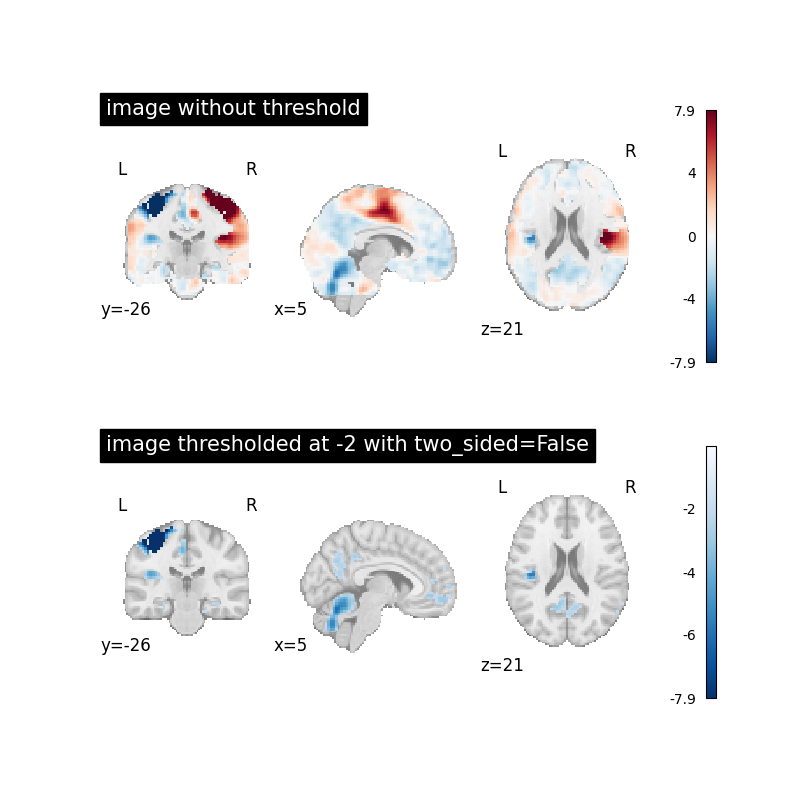 image without threshold
L R
L R
y=-26
x=5
z=21
7.9
4
0
-4
-7.9
image thresholded at -2 with two_sided=False
L R
L R
y=-26
x=5
z=21
-2
-4
-6
-7.9